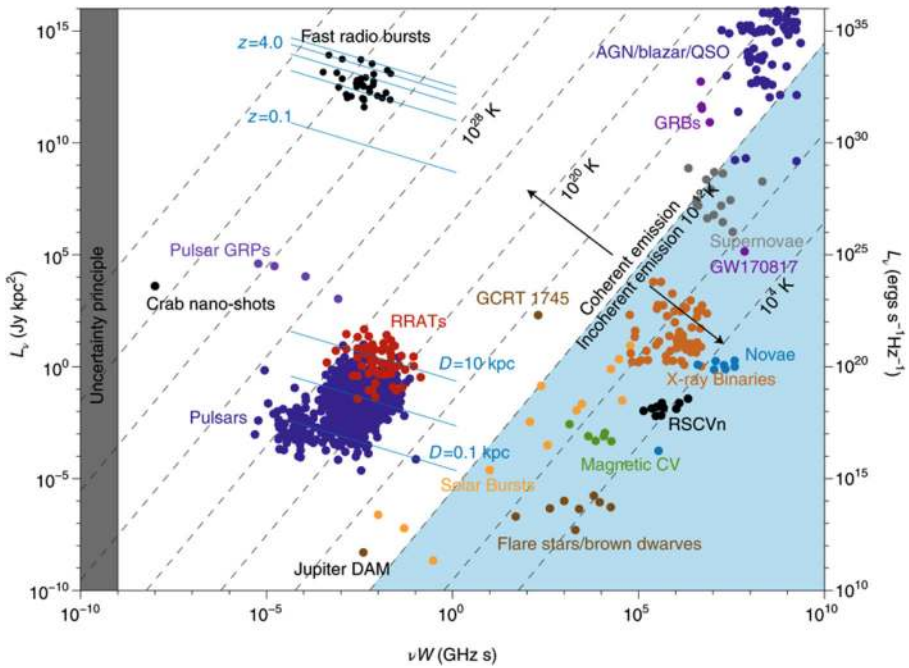 10^15
10^10
10^5
10^0
10^-5
10^-10
L_ν (Jy kpc²)
Uncertainty principle
z=4.0
z=0.1
Fast radio bursts
10^28 K
10^20 K
AGN/blazar/QSO
GRBs
Coherent emission
Incoherent emission 10^12 K
Supernovae
GW170817
10^4 K
Pulsar GRPs
Crab nano-shots
GCRT 1745
RRATs
D=10 kpc
Novae
X-ray Binaries
Pulsars
RSCVn
D=0.1 kpc
Magnetic CV
Solar Bursts
Flare stars/brown dwarves
Jupiter DAM
10^35
10^30
10^25
10^20
10^15
10^10
L_ν (ergs s⁻¹Hz⁻¹)
10^-10
10^-5
10^0
10^5
10^10
νW (GHz s)